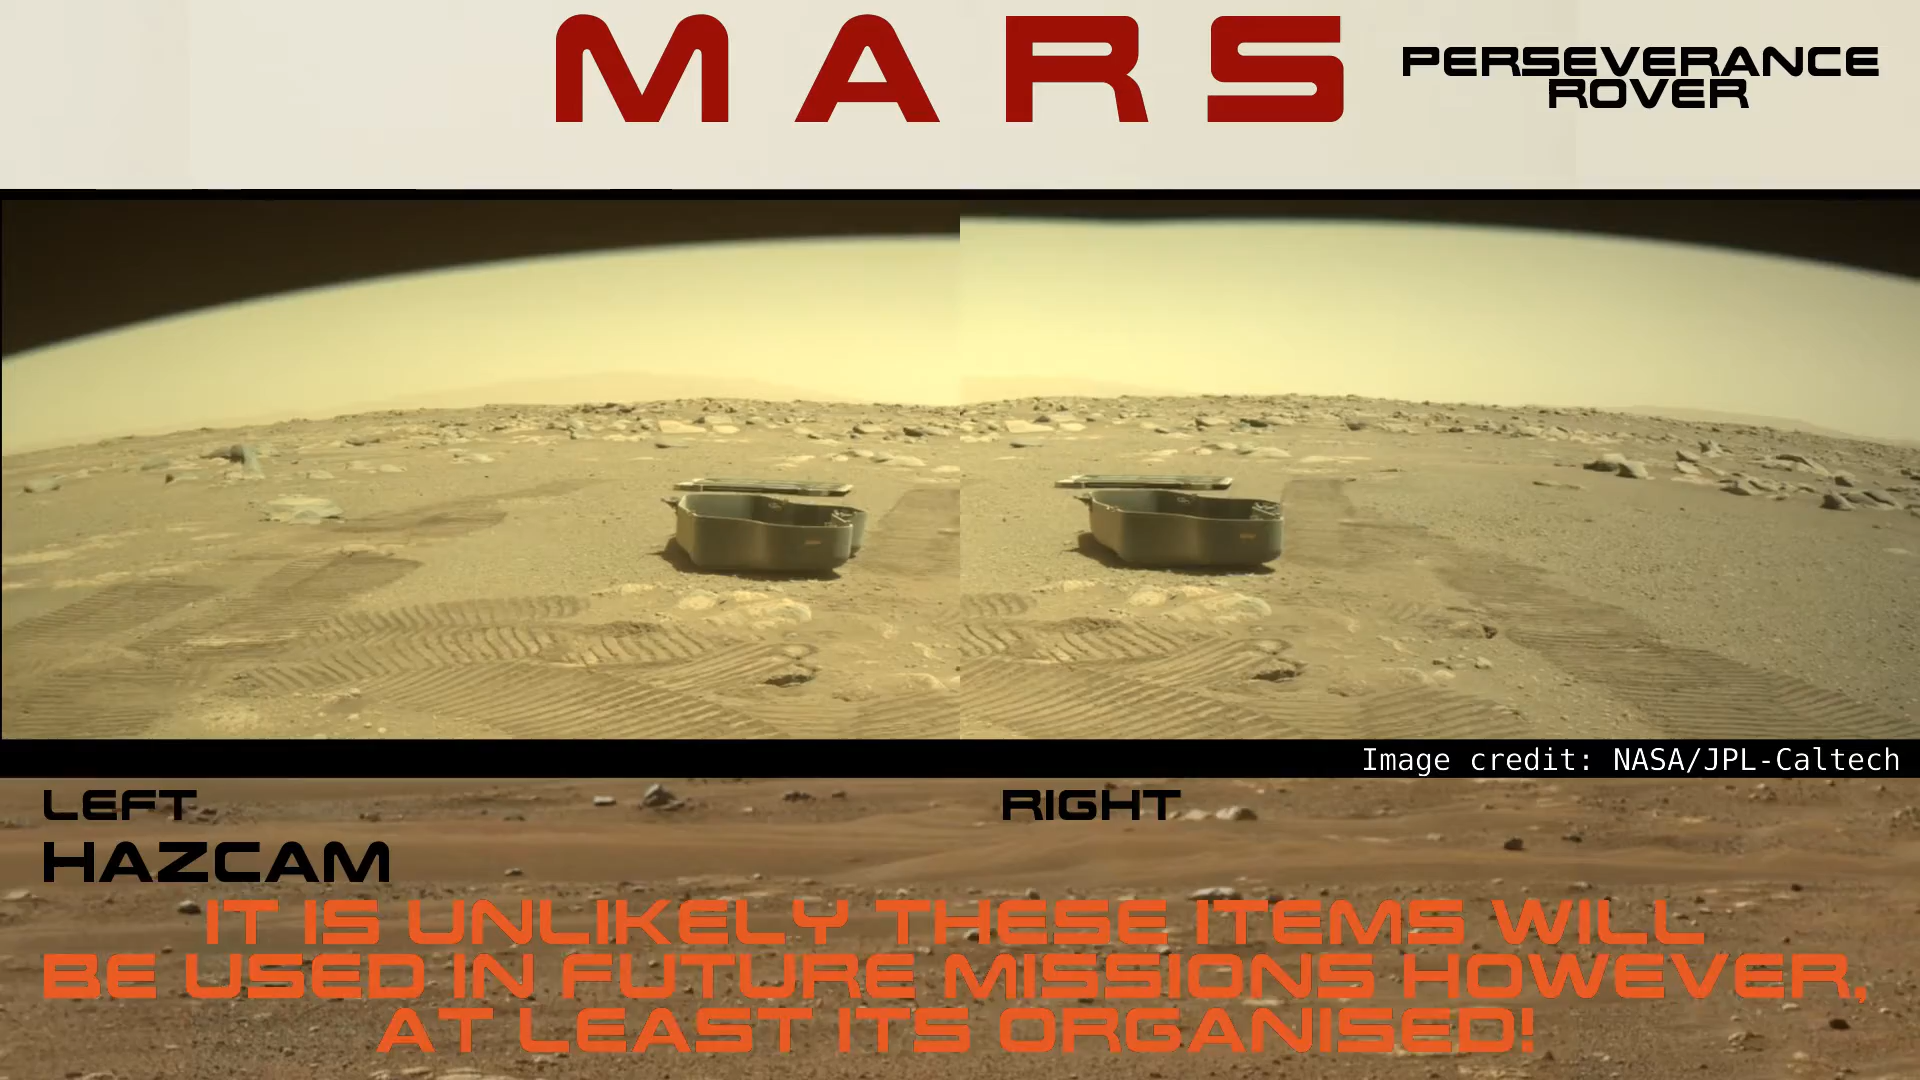 MARS
PERSEVERANCE
ROVER
Image credit: NASA/JPL-Caltech
LEFT
RIGHT
HAZCAM
IT IS UNLIKELY THESE ITEMS WILL
BE USED IN FUTURE MISSIONS HOWEVER,
AT LEAST ITS ORGANISED!